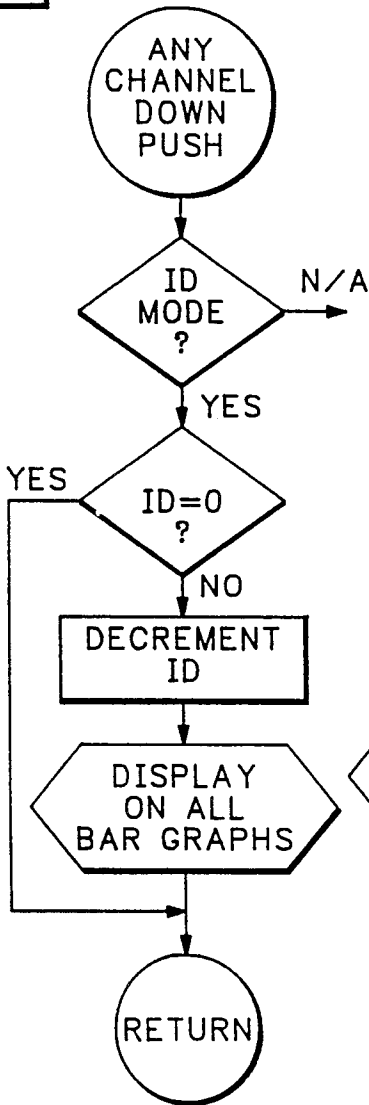 ANY
CHANNEL
DOWN
PUSH
ID
MODE
?
N/A
YES
YES
ID=0
?
NO
DECREMENT
ID
DISPLAY
ON ALL
BAR GRAPHS
RETURN